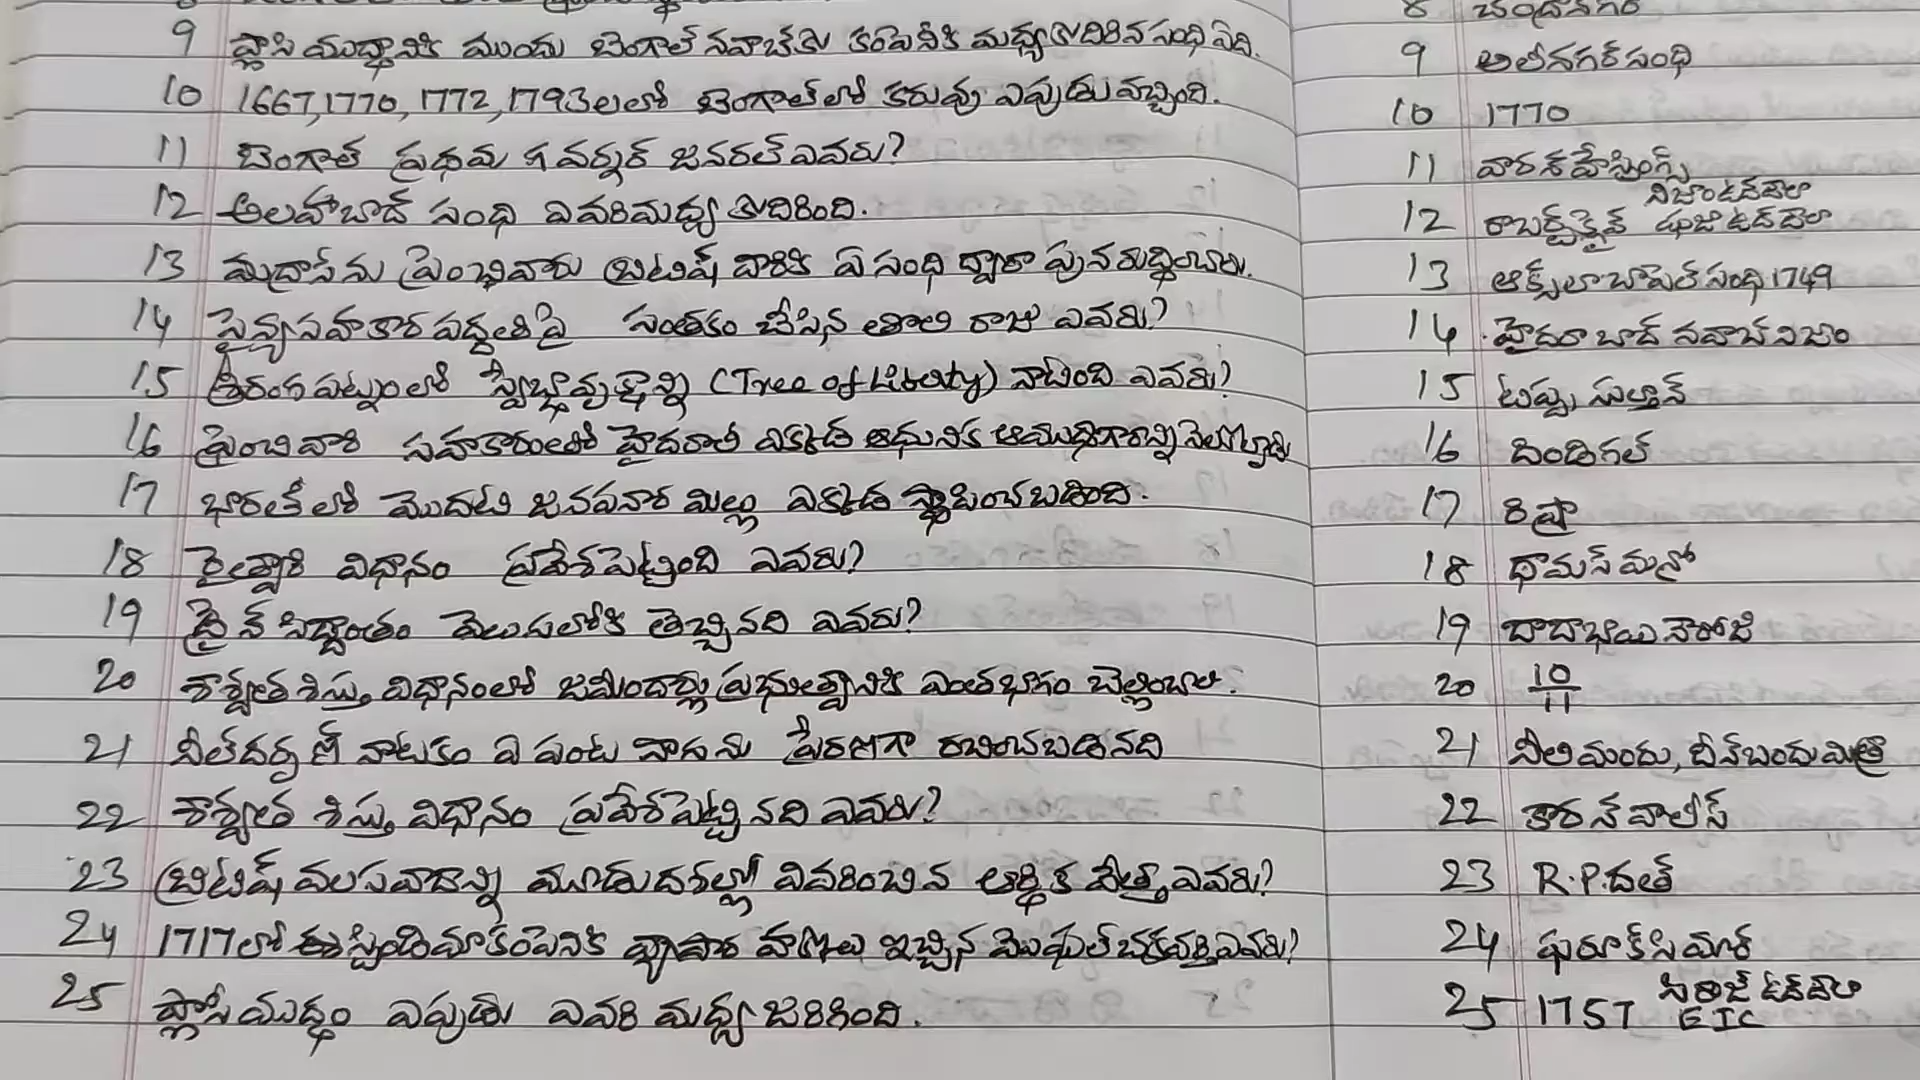 8 చంద్రానగర్
9 ప్లాసి యుద్ధానికి ముందు బెంగాల్ నవాబ్‌కు కంపెనీకి మధ్య కుదిరిన సంధి ఏది. 9 అలీనగర్ సంధి
10 1667, 1770, 1772, 1793లలో బెంగాల్‌లో కరువు ఎప్పుడు వచ్చింది. 10 1770
11 బెంగాల్ ప్రథమ గవర్నర్ జనరల్ ఎవరు? 11 వారన్ హేస్టింగ్స్
12 అలహాబాద్ సంధి ఎవరి మధ్య కుదిరింది. 12 రాబర్ట్ క్లైవ్ నిజాం ఉద్‌దౌలా షుజా ఉద్‌దౌలా
13 మద్రాస్‌ను ఫ్రెంచివారు బ్రిటిష్ వారికి ఏ సంధి ద్వారా పునరుద్ధించారు. 13 ఆక్స్‌లా చాపెల్ సంధి 1749
14 సైన్య సహకార పద్ధతిపై సంతకం చేసిన తొలి రాజు ఎవరు? 14 హైదరాబాద్ నవాబ్ నిజాం
15 శ్రీరంగపట్నంలో స్వేచ్ఛావృక్షాన్ని (Tree of Liberty) నాటింది ఎవరు? 15 టిప్పు సుల్తాన్
16 ఫ్రెంచి వారి సహకారంతో హైదరాలీ ఎక్కడ ఆధునిక ఆయుధాగారాన్ని నెలకొల్పాడు 16 దిండిగల్
17 భారత్‌లో మొదటి జనపనార మిల్లు ఎక్కడ స్థాపించబడింది. 17 రిష్రా
18 రైత్వారి విధానం ప్రవేశపెట్టింది ఎవరు? 18 థామస్ మన్రో
19 డ్రైన్ సిద్ధాంతం వెలుపలోకి తెచ్చినది ఎవరు? 19 దాదాభాయి నౌరోజి
20 శాశ్వత శిస్తు విధానంలో జమిందార్లు ప్రభుత్వానికి ఎంత భాగం చెల్లించాలి. 20 10/11
21 నీల్ దర్పణ్ నాటకం ఏ పంట సాగును ప్రేరణగా రచించబడినది 21 నీలిమందు, దీన్‌బందుమిత్రా
22 శాశ్వత శిస్తు విధానం ప్రవేశపెట్టినది ఎవరు? 22 కారన్ వాలీస్
23 బ్రిటిష్ వలసవాదాన్ని మూడు దశల్లో వివరించిన ఆర్థిక వేత్త ఎవరు? 23 R.P.దత్
24 1717లో ఈస్టిండియా కంపెనికి వ్యాపార హక్కులు ఇచ్చిన మొఘల్ చక్రవర్తి ఎవరు? 24 ఫరూక్ సియార్
25 ప్లాసీ యుద్ధం ఎప్పుడు ఎవరి మధ్య జరిగింది. 25 1757 సిరాజ్ ఉద్‌దౌలా EIC